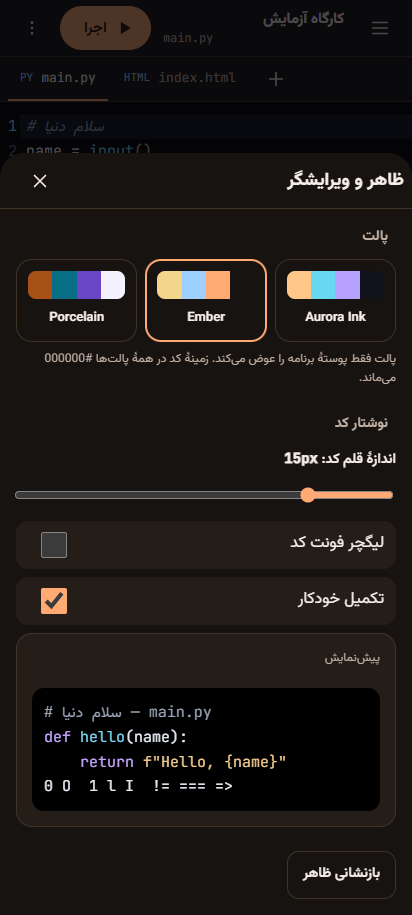 کارگاه آزمایش
main.py
اجرا
PY main.py
HTML index.html
1 # سلام دنیا
2 name = input()
ظاهر و ویرایشگر
پالت
Aurora Ink
Ember
Porcelain
پالت فقط پوستهٔ برنامه را عوض می‌کند. زمینهٔ کد در همهٔ پالت‌ها #000000
می‌ماند.
نوشتار کد
اندازهٔ قلم کد: 15px
لیگچر فونت کد
تکمیل خودکار
پیش‌نمایش
# سلام دنیا — main.py
def hello(name):
    return f"Hello, {name}"
0 O  1 l I  != === =>
بازنشانی ظاهر